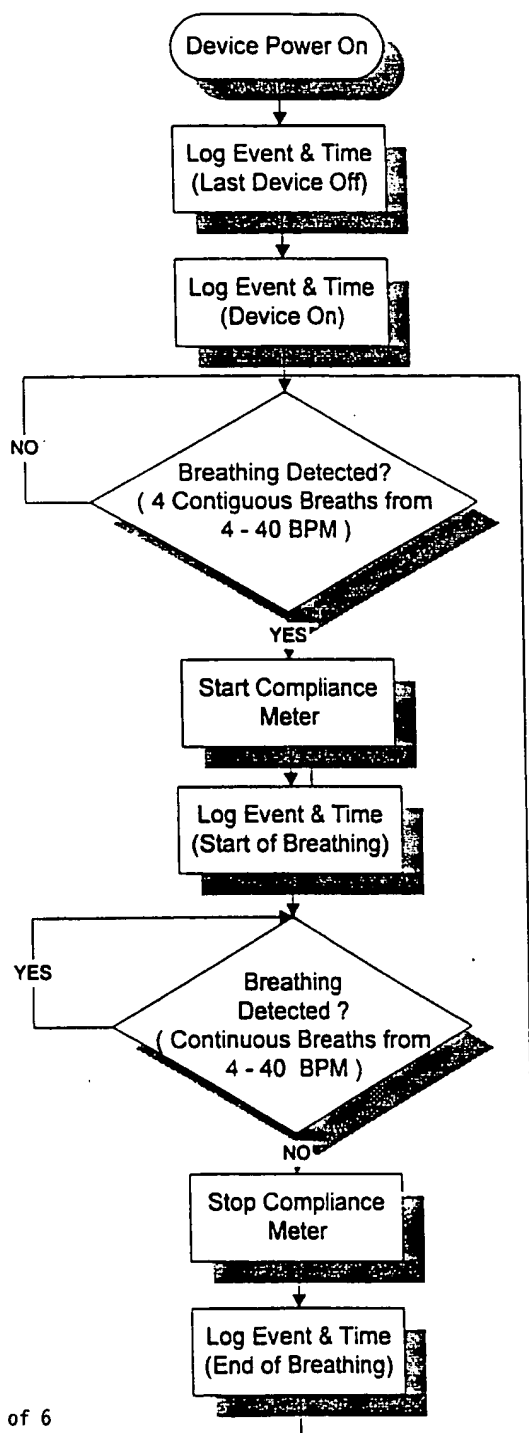 Device Power On
Log Event & Time
(Last Device Off)
Log Event & Time
(Device On)
NO
Breathing Detected?
( 4 Contiguous Breaths from
4 - 40 BPM )
YES
Start Compliance
Meter
Log Event & Time
(Start of Breathing)
YES
Breathing
Detected ?
( Continuous Breaths from
4 - 40 BPM )
NO
Stop Compliance
Meter
Log Event & Time
(End of Breathing)
of 6